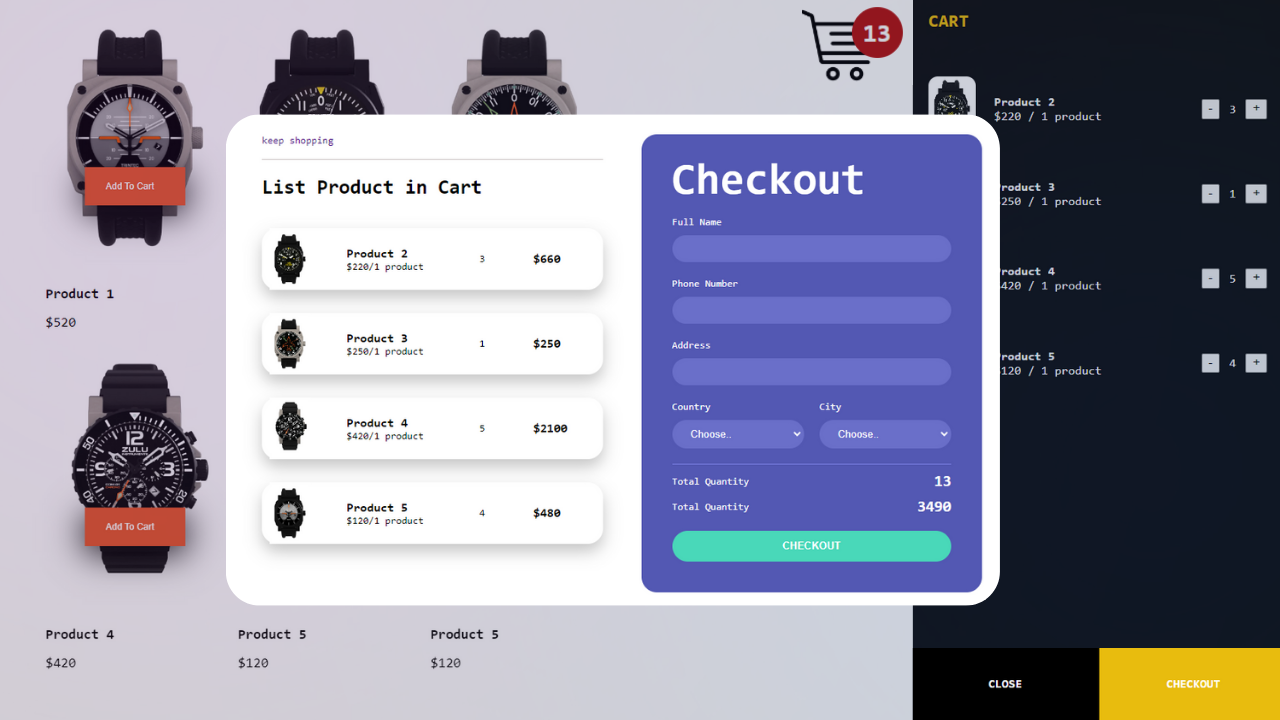 13
CART
Add To Cart
Product 1
$520
ZULU
Add To Cart
Product 4
$420
Product 5
$120
Product 5
$120
keep shopping
List Product in Cart
Product 2
$220/1 product
3
$660
Product 3
$250/1 product
1
$250
Product 4
$420/1 product
5
$2100
Product 5
$120/1 product
4
$480
Checkout
Full Name
Phone Number
Address
Country
City
Choose..
Choose..
Total Quantity
13
Total Quantity
3490
CHECKOUT
Product 2
$220 / 1 product
- 3 +
Product 3
250 / 1 product
- 1 +
Product 4
420 / 1 product
- 5 +
Product 5
120 / 1 product
- 4 +
CLOSE
CHECKOUT